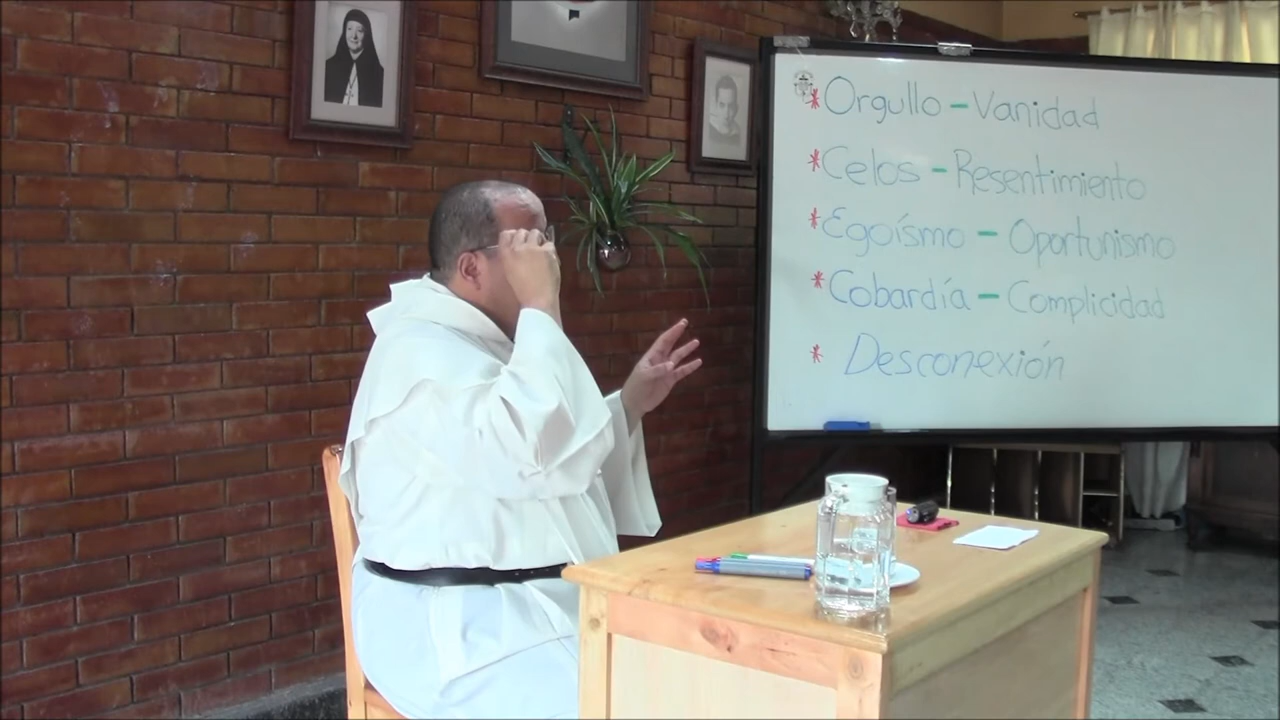 * Orgullo - Vanidad
* Celos - Resentimiento
* Egoísmo - Oportunismo
* Cobardía - Complicidad
* Desconexión